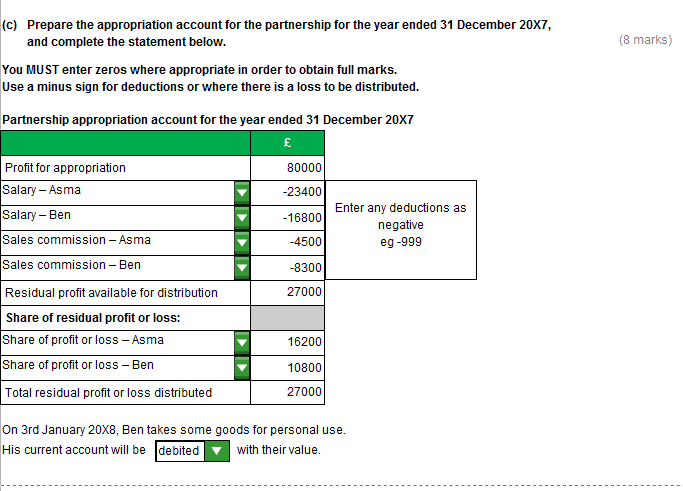 (c) Prepare the appropriation account for the partnership for the year ended 31 December 20X7,
and complete the statement below.
(8 marks)
You MUST enter zeros where appropriate in order to obtain full marks.
Use a minus sign for deductions or where there is a loss to be distributed.
Partnership appropriation account for the year ended 31 December 20X7
£
Profit for appropriation 80000
Salary – Asma -23400
Salary – Ben -16800
Sales commission – Asma -4500
Sales commission – Ben -8300
Enter any deductions as
negative
eg -999
Residual profit available for distribution 27000
Share of residual profit or loss:
Share of profit or loss – Asma 16200
Share of profit or loss – Ben 10800
Total residual profit or loss distributed 27000
On 3rd January 20X8, Ben takes some goods for personal use.
His current account will be debited with their value.